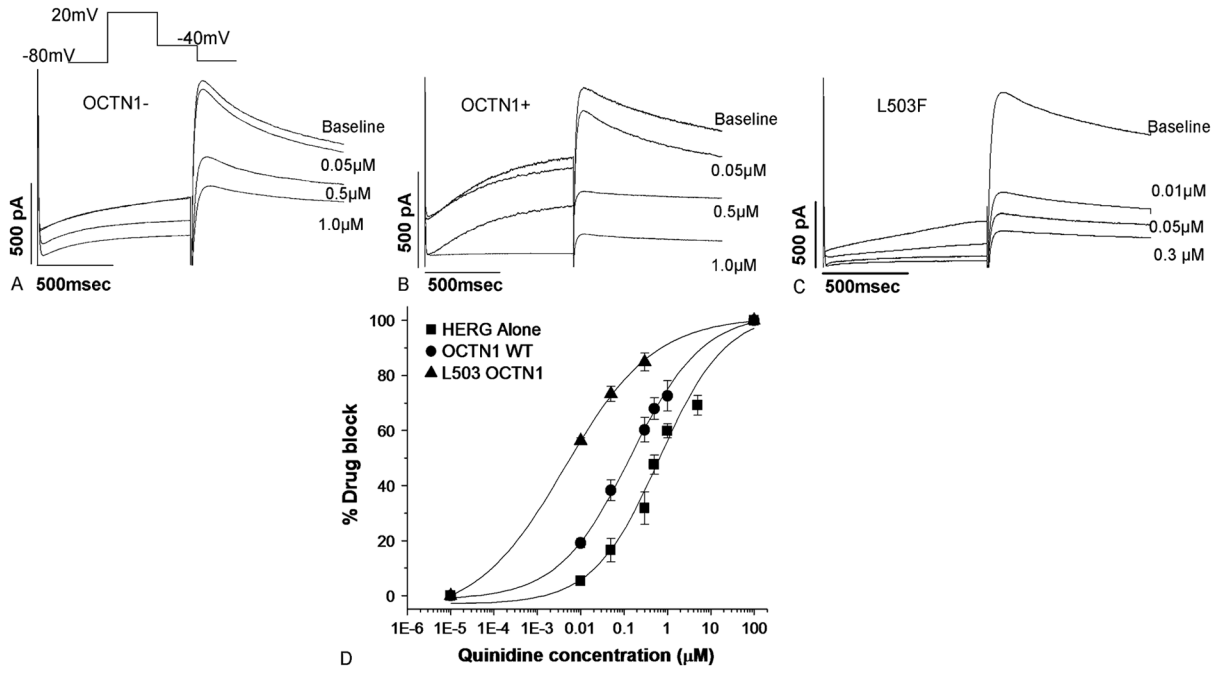 20mV
-40mV
-80mV
OCTN1-
Baseline
0.05µM
0.5µM
1.0µM
500 pA
A
500msec
OCTN1+
Baseline
0.05µM
0.5µM
1.0µM
500 pA
B
500msec
L503F
Baseline
0.01µM
0.05µM
0.3 µM
500 pA
C
500msec
HERG Alone
OCTN1 WT
L503 OCTN1
100
80
60
40
20
0
% Drug block
1E-6 1E-5 1E-4 1E-3 0.01 0.1 1 10 100
Quinidine concentration (µM)
D